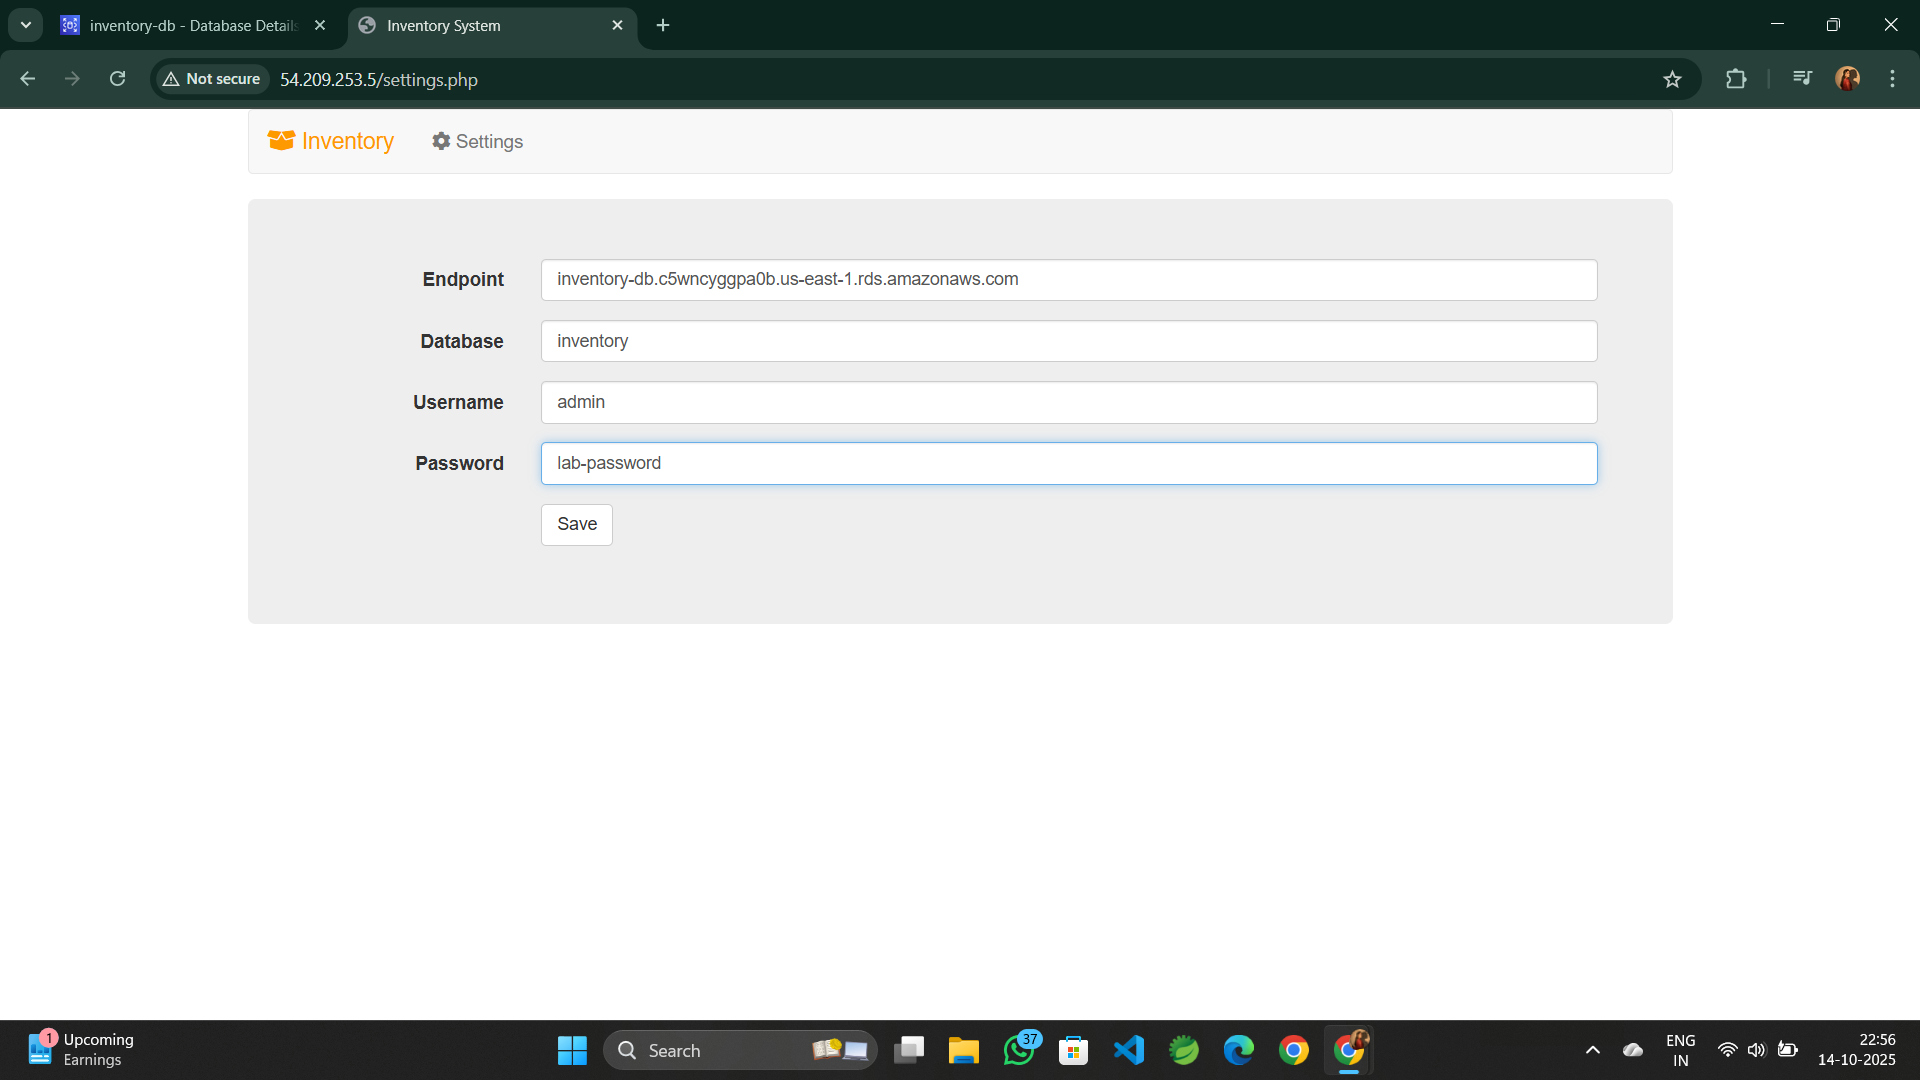 inventory-db - Database Details
Inventory System
Not secure
54.209.253.5/settings.php
Inventory
Settings
Endpoint
inventory-db.c5wncyggpa0b.us-east-1.rds.amazonaws.com
Database
inventory
Username
admin
Password
lab-password
Save
1
Upcoming
Earnings
Search
37
ENG
IN
22:56
14-10-2025